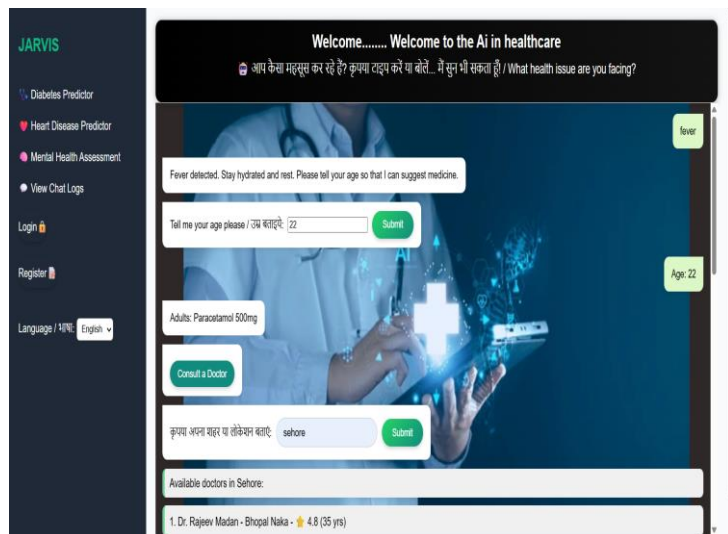 JARVIS
Diabetes Predictor
Heart Disease Predictor
Mental Health Assessment
View Chat Logs
Login
Register
Language / भाषा: English
Welcome........ Welcome to the Ai in healthcare
आप कैसा महसूस कर रहे हैं? कृपया टाइप करें या बोलें... मैं सुन भी सकता हूँ! / What health issue are you facing?
fever
Fever detected. Stay hydrated and rest. Please tell your age so that I can suggest medicine.
Tell me your age please / उम्र बताइये: 22 Submit
AI
Age: 22
Adults: Paracetamol 500mg
Consult a Doctor
कृपया अपना शहर या लोकेशन बताएं: sehore Submit
Available doctors in Sehore:
1. Dr. Rajeev Madan - Bhopal Naka - ⭐ 4.8 (35 yrs)